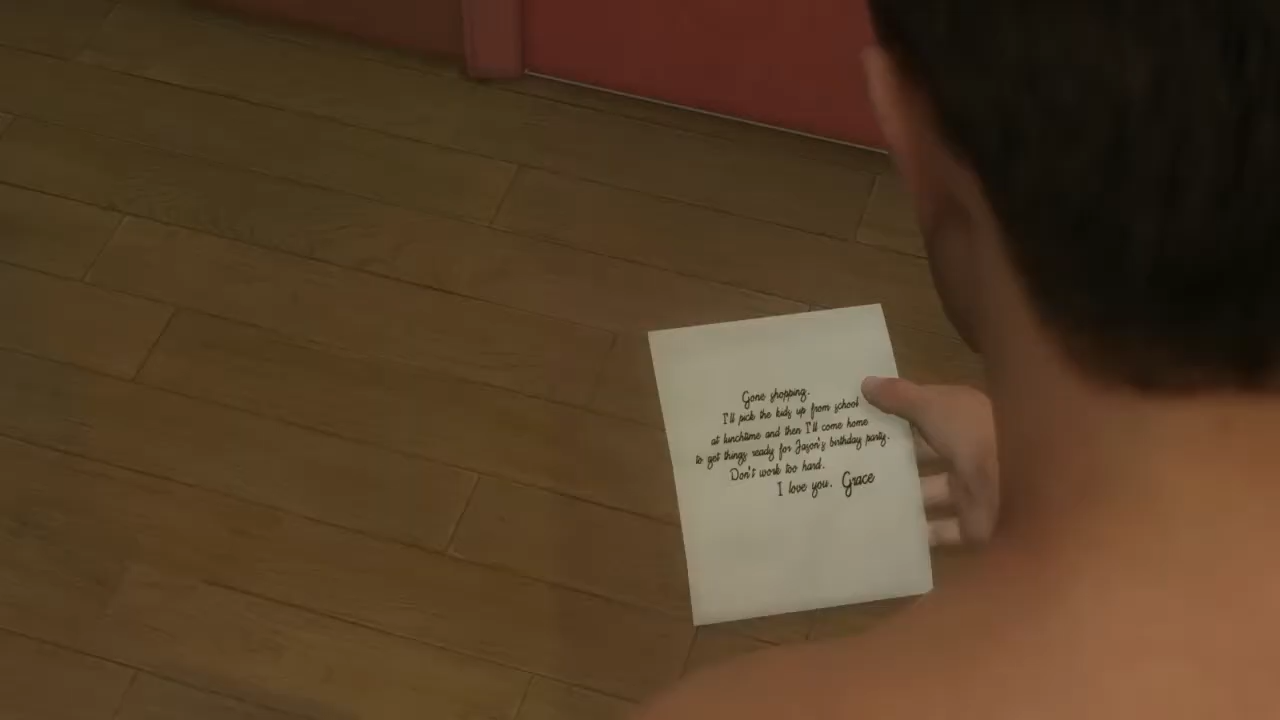 Gone shopping.
I'll pick the kids up from school
at lunchtime and then I'll come home
to get things ready for Jason's birthday party.
Don't work too hard.
I love you. Grace